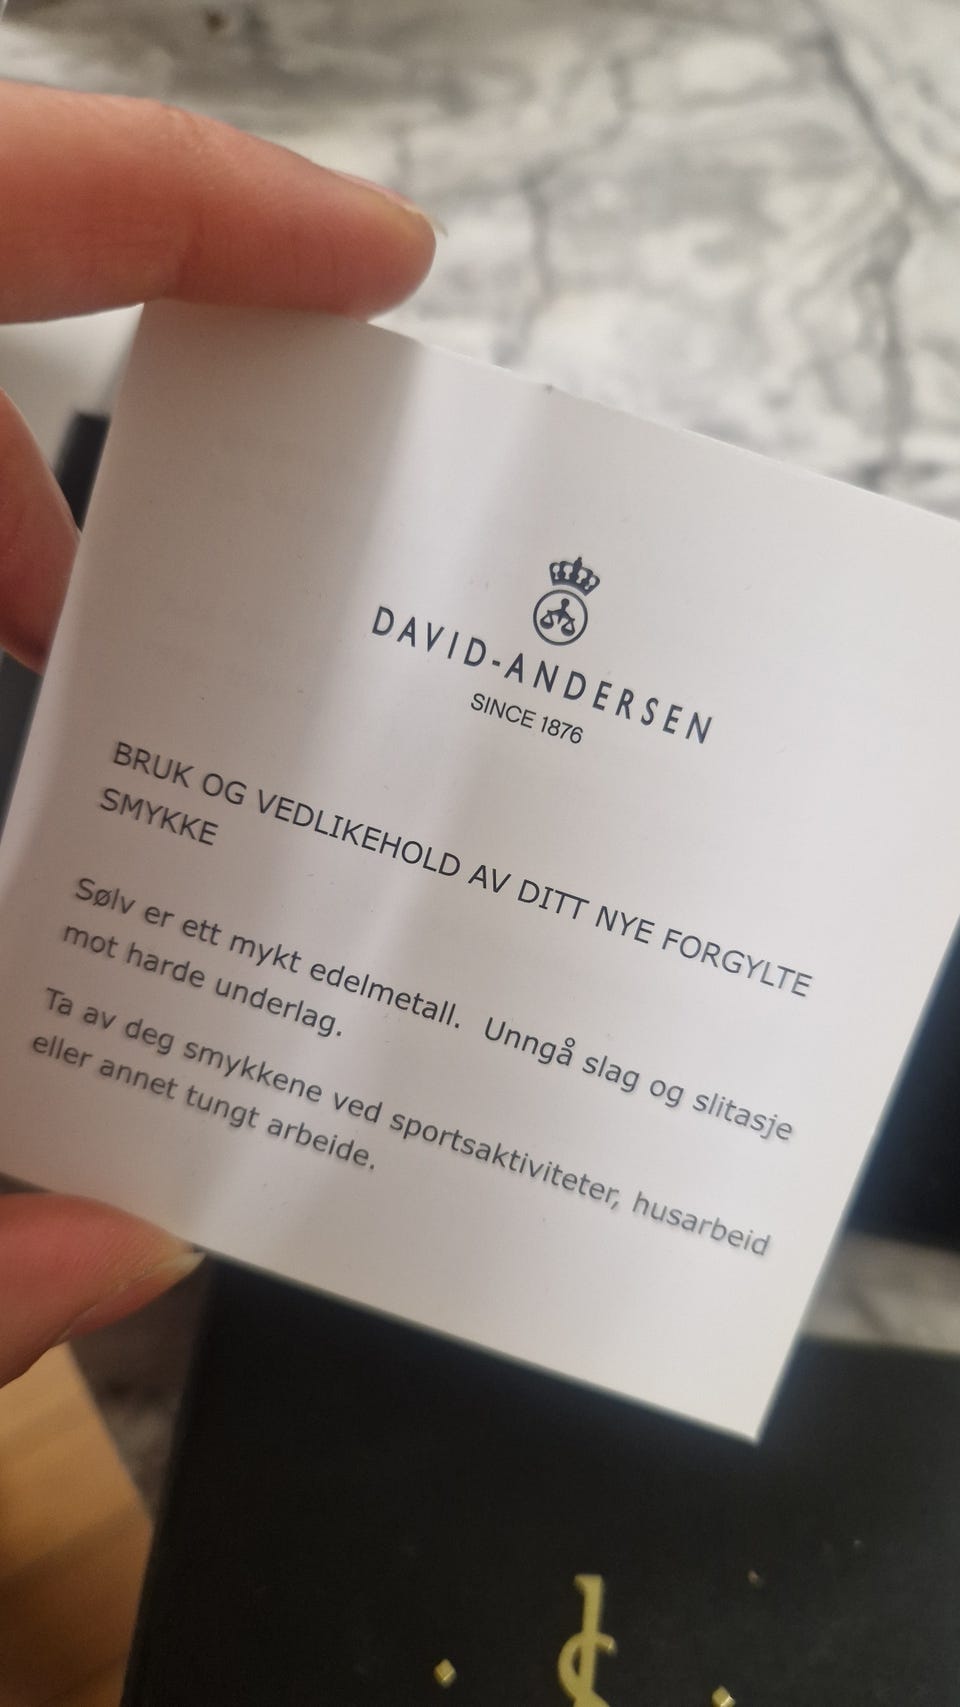 DAVID-ANDERSEN
SINCE 1876
BRUK OG VEDLIKEHOLD AV DITT NYE FORGYLTE
SMYKKE
Sølv er ett mykt edelmetall. Unngå slag og slitasje
mot harde underlag.
Ta av deg smykkene ved sportsaktiviteter, husarbeid
eller annet tungt arbeide.